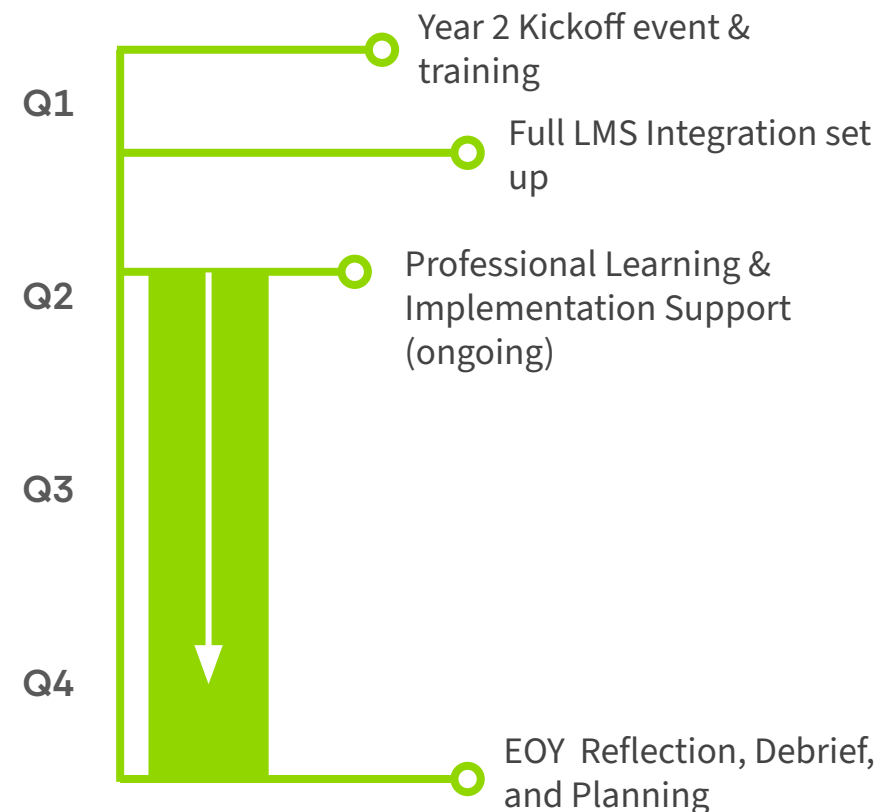 Year 2 Kickoff event &
training
Q1
Full LMS Integration set
up
Professional Learning &
Q2
Implementation Support
(ongoing)
Q3
Q4
EOY  Reflection, Debrief,
and Planning